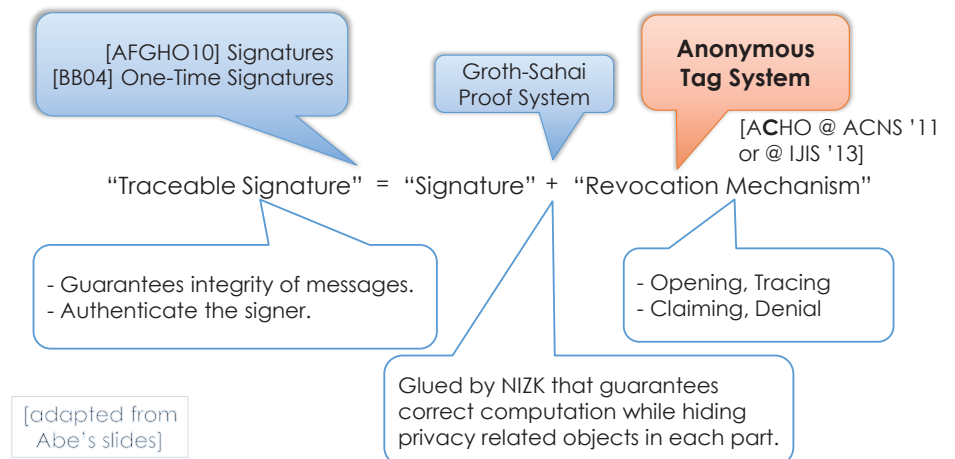 [AFGHO10] Signatures
[BB04] One-Time Signatures
Groth-Sahai
Proof System
Anonymous
Tag System
[ACHO @ ACNS '11
or @ IJIS '13]
“Traceable Signature” = “Signature” + “Revocation Mechanism”
- Guarantees integrity of messages.
- Authenticate the signer.
- Opening, Tracing
- Claiming, Denial
Glued by NIZK that guarantees
correct computation while hiding
privacy related objects in each part.
[adapted from
Abe's slides]